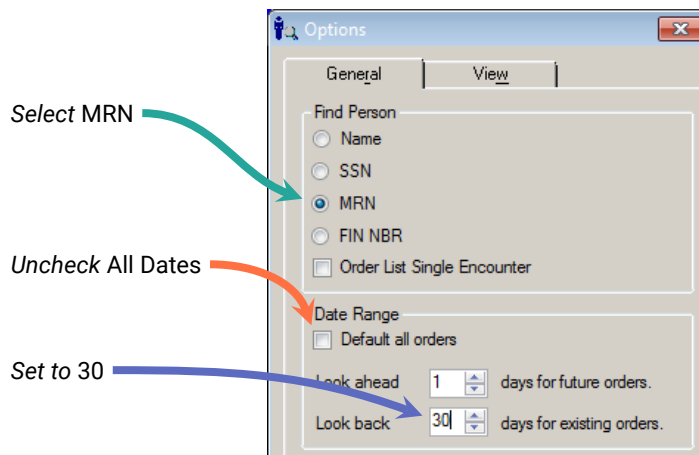 Options
General View
Select MRN
Find Person
Name
SSN
MRN
FIN NBR
Order List Single Encounter
Uncheck All Dates
Date Range
Default all orders
Set to 30
Look ahead 1 days for future orders.
Look back 30 days for existing orders.